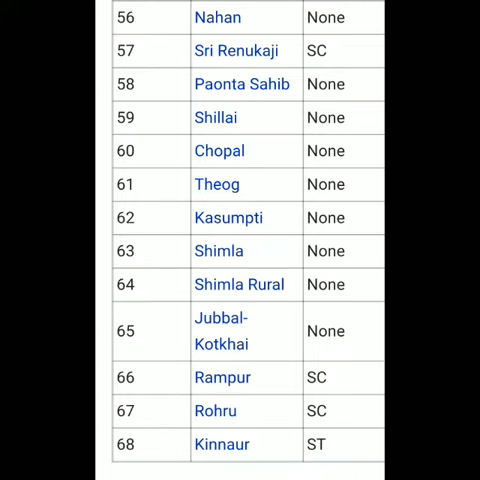 56 Nahan None
57 Sri Renukaji SC
58 Paonta Sahib None
59 Shillai None
60 Chopal None
61 Theog None
62 Kasumpti None
63 Shimla None
64 Shimla Rural None
65 Jubbal-
Kotkhai None
66 Rampur SC
67 Rohru SC
68 Kinnaur ST